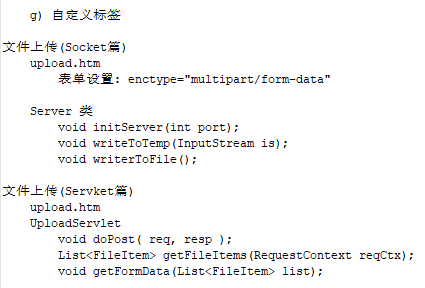 g) 自定义标签
文件上传(Socket篇)
upload.htm
表单设置: enctype="multipart/form-data"
Server 类
void initServer(int port);
void writeToTemp(InputStream is);
void writerToFile();
文件上传(Servket篇)
upload.htm
UploadServlet
void doPost( req, resp );
List<FileItem> getFileItems(RequestContext reqCtx);
void getFormData(List<FileItem> list);